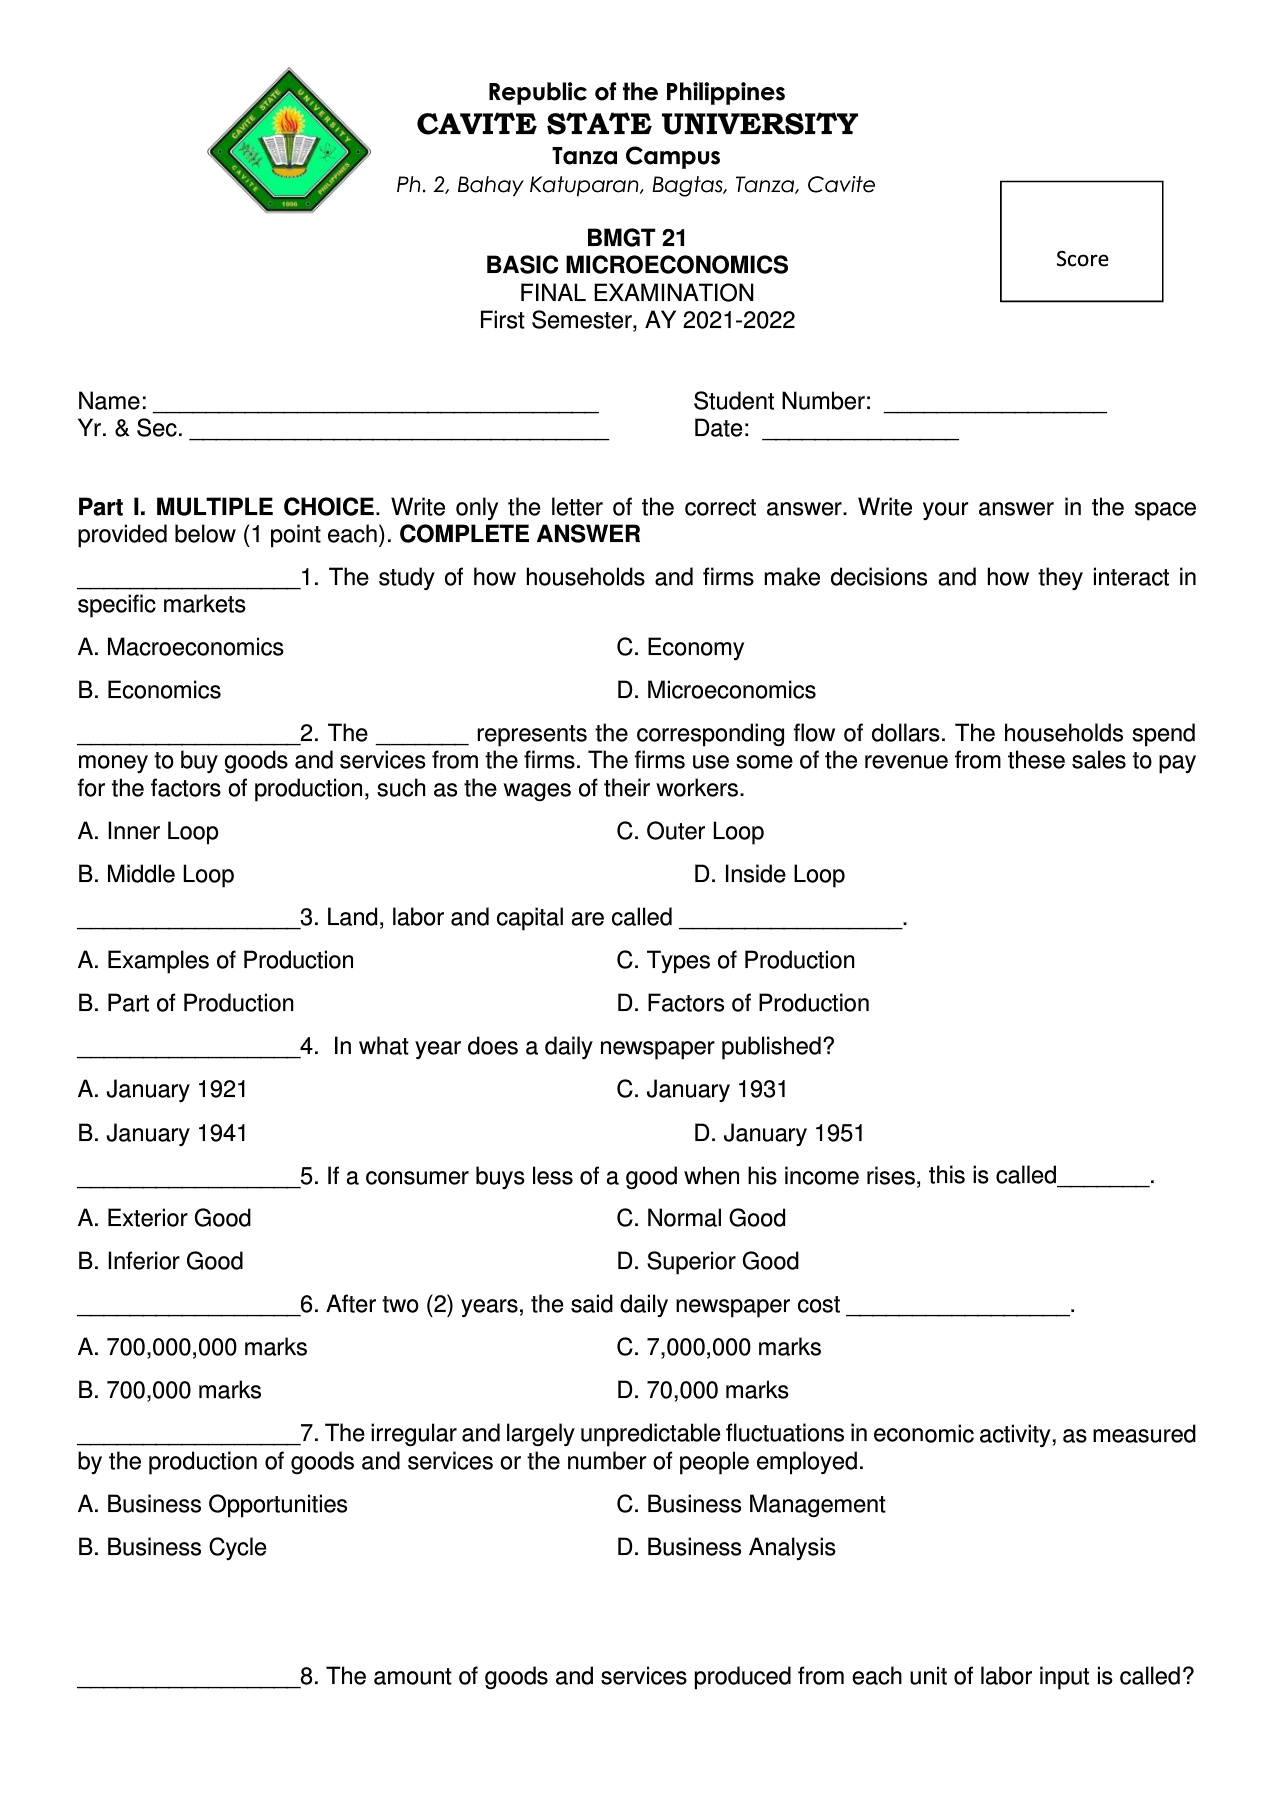 CAVITE STATE UNIVERSITY
CAVITE PHILIPPINES
1906
Republic of the Philippines
CAVITE STATE UNIVERSITY
Tanza Campus
Ph. 2, Bahay Katuparan, Bagtas, Tanza, Cavite
Score
BMGT 21
BASIC MICROECONOMICS
FINAL EXAMINATION
First Semester, AY 2021-2022
Name: __________________________________ Student Number: _________________
Yr. & Sec. ________________________________ Date: _______________
Part I. MULTIPLE CHOICE. Write only the letter of the correct answer. Write your answer in the space
provided below (1 point each). COMPLETE ANSWER
_________________1. The study of how households and firms make decisions and how they interact in
specific markets
A. Macroeconomics C. Economy
B. Economics D. Microeconomics
_________________2. The _______ represents the corresponding flow of dollars. The households spend
money to buy goods and services from the firms. The firms use some of the revenue from these sales to pay
for the factors of production, such as the wages of their workers.
A. Inner Loop C. Outer Loop
B. Middle Loop D. Inside Loop
_________________3. Land, labor and capital are called _________________.
A. Examples of Production C. Types of Production
B. Part of Production D. Factors of Production
_________________4. In what year does a daily newspaper published?
A. January 1921 C. January 1931
B. January 1941 D. January 1951
_________________5. If a consumer buys less of a good when his income rises, this is called_______.
A. Exterior Good C. Normal Good
B. Inferior Good D. Superior Good
_________________6. After two (2) years, the said daily newspaper cost _________________.
A. 700,000,000 marks C. 7,000,000 marks
B. 700,000 marks D. 70,000 marks
_________________7. The irregular and largely unpredictable fluctuations in economic activity, as measured
by the production of goods and services or the number of people employed.
A. Business Opportunities C. Business Management
B. Business Cycle D. Business Analysis
_________________8. The amount of goods and services produced from each unit of labor input is called?